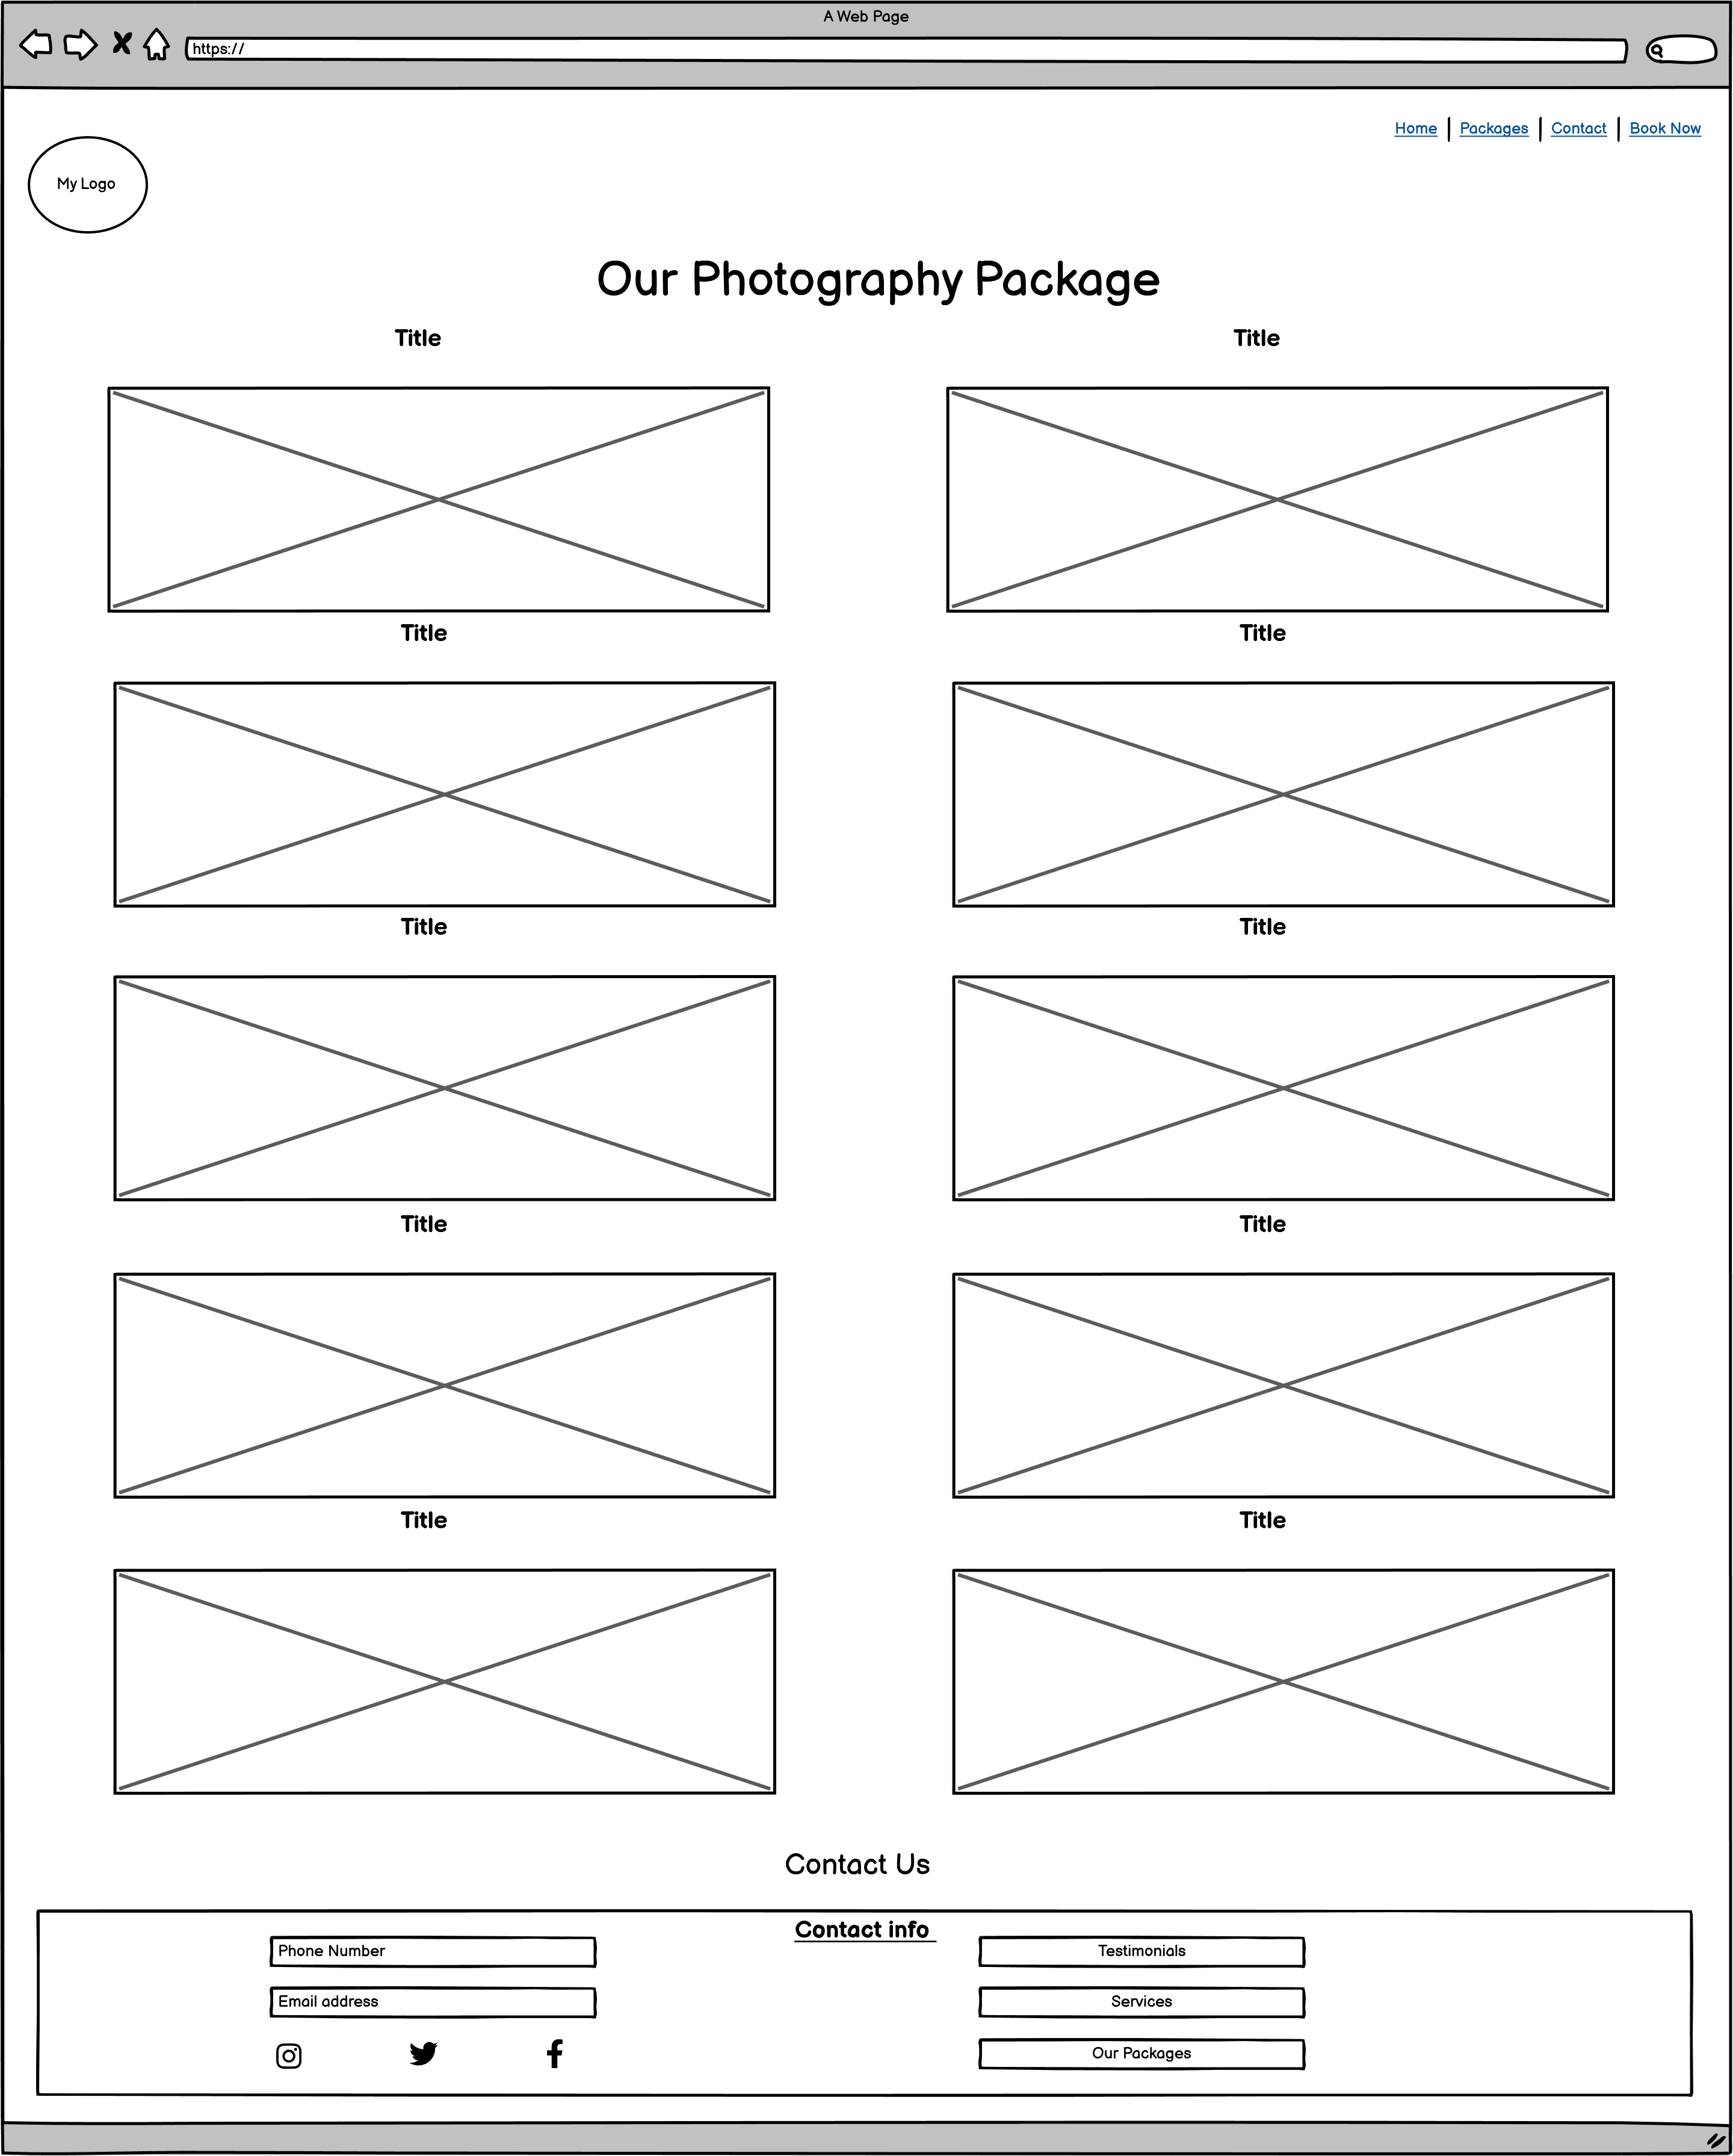 A Web Page
https://
Home
Packages
Contact
Book Now
My Logo
Our Photography Package
Title
Title
Title
Title
Title
Title
Title
Title
Title
Title
Contact Us
Contact info
Phone Number
Testimonials
Email address
Services
Our Packages